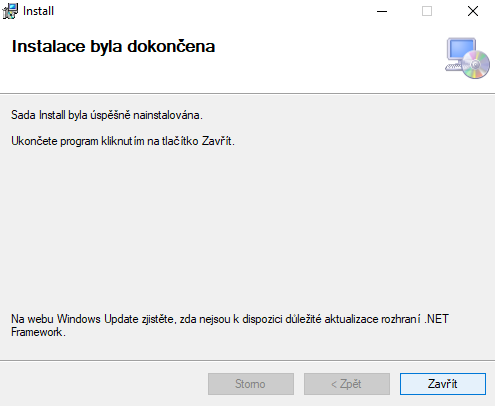 Install
Instalace byla dokončena
Sada Install byla úspěšně nainstalována.
Ukončete program kliknutím na tlačítko Zavřít.
Na webu Windows Update zjistěte, zda nejsou k dispozici důležité aktualizace rozhraní .NET
Framework.
Storno
< Zpět
Zavřít